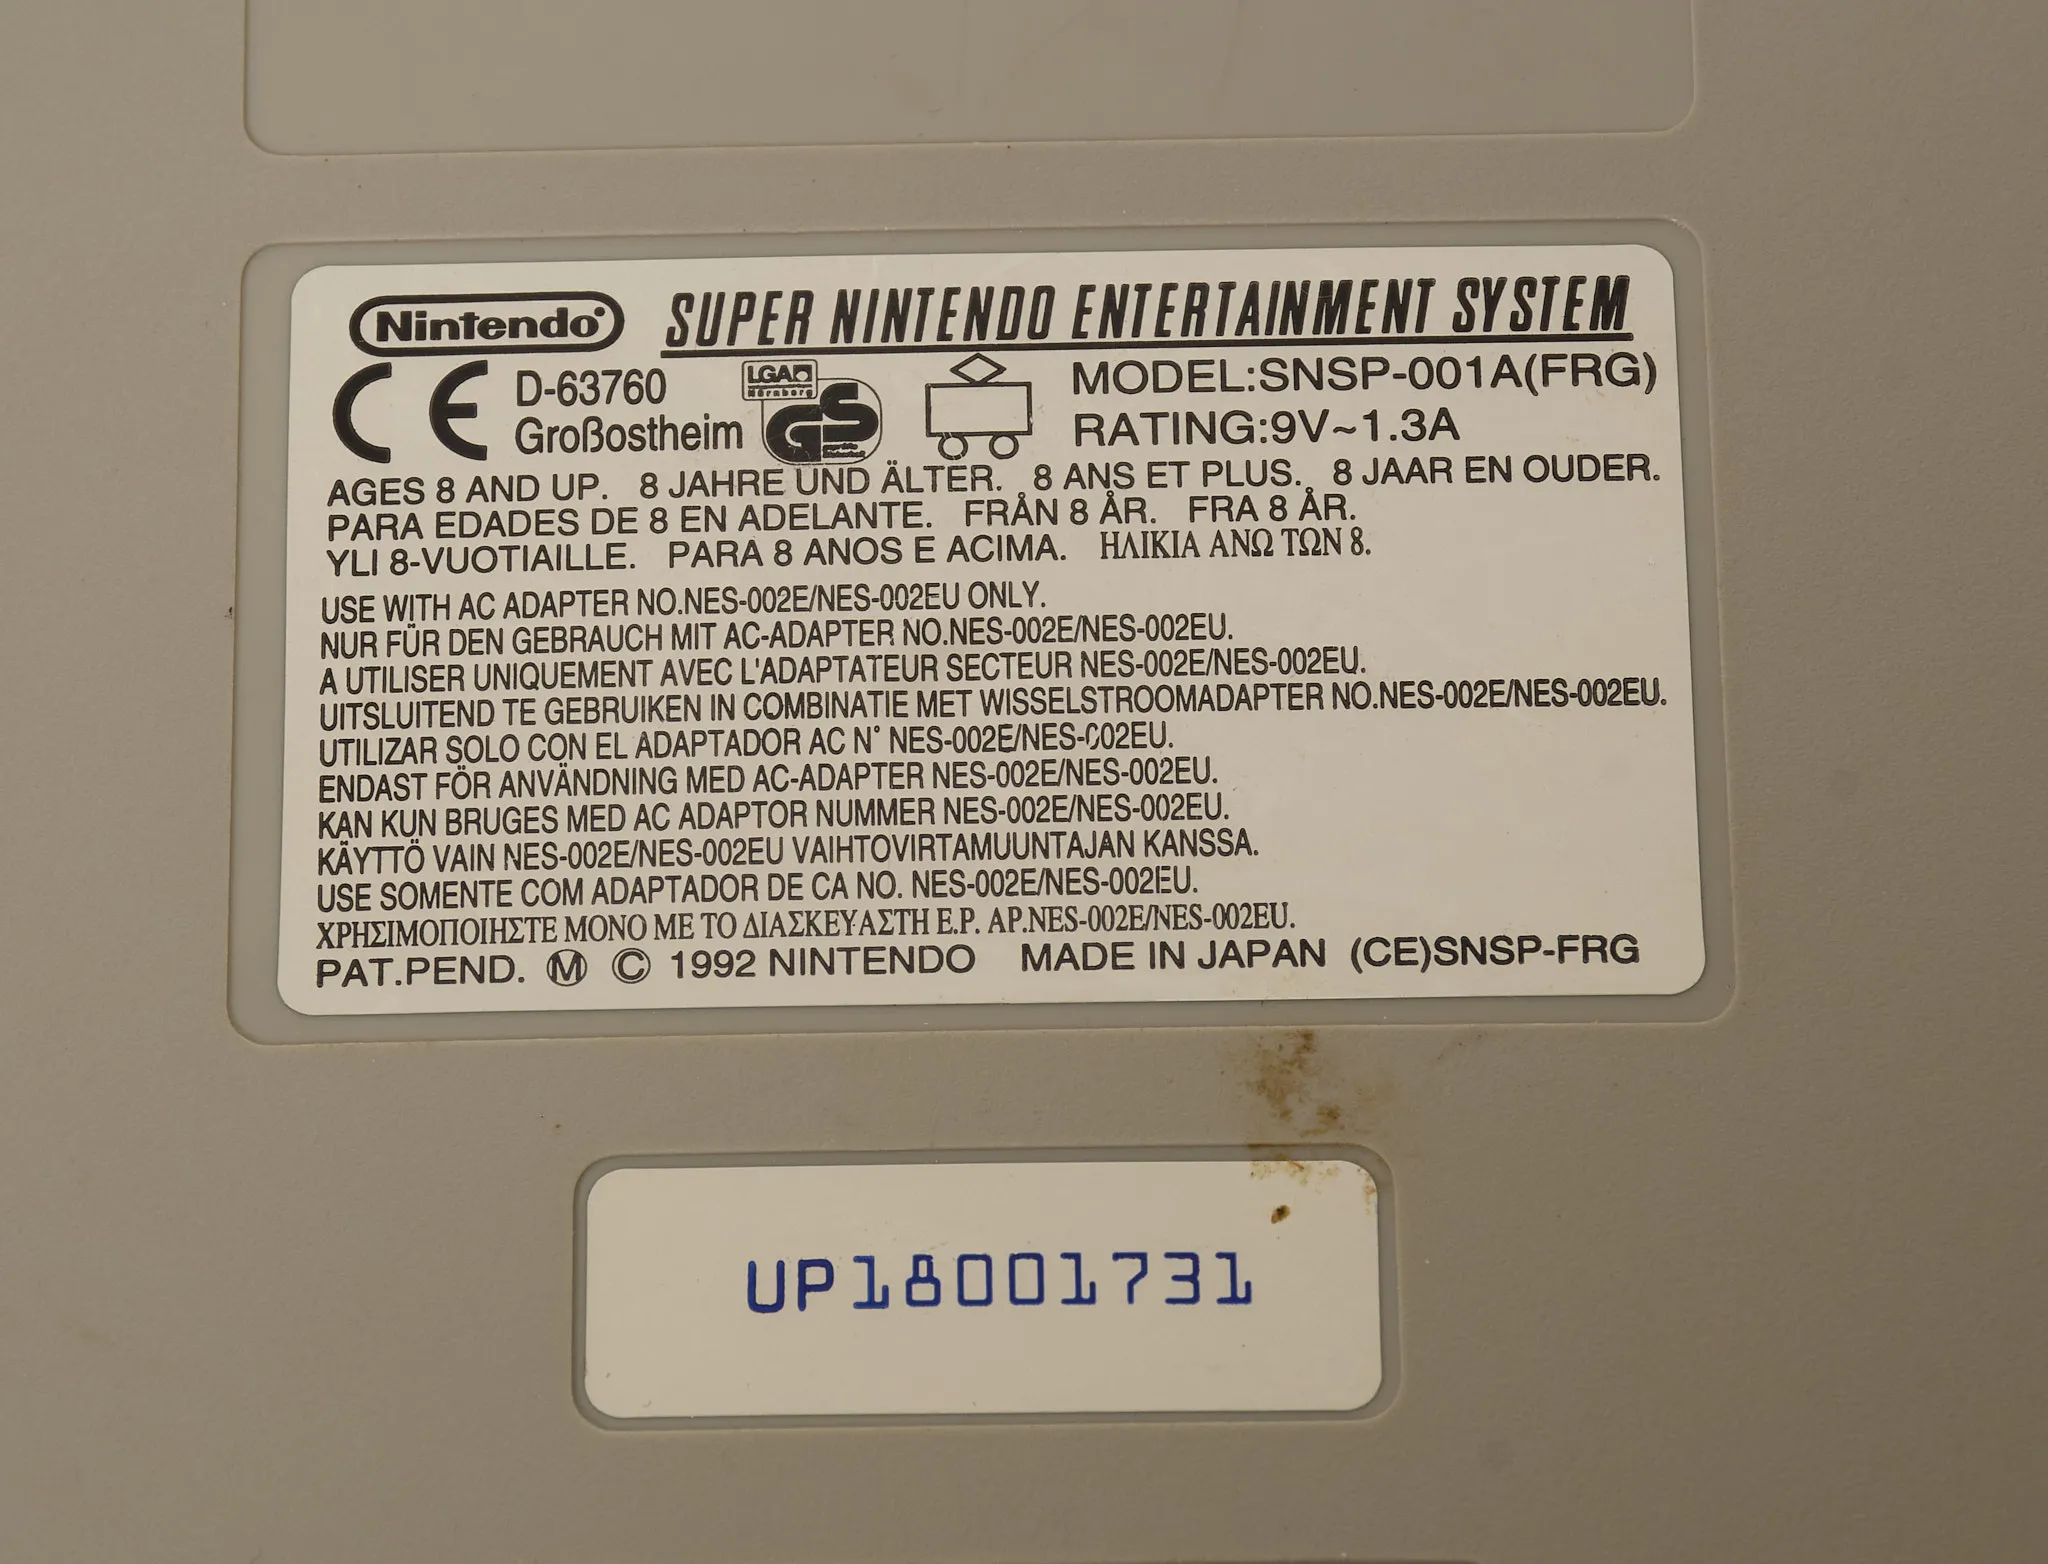 Nintendo® SUPER NINTENDO ENTERTAINMENT SYSTEM
CE D-63760 LGA MODEL:SNSP-001A(FRG)
Großostheim Nürnberg GS geprüfte Sicherheit RATING:9V~1.3A
AGES 8 AND UP. 8 JAHRE UND ÄLTER. 8 ANS ET PLUS. 8 JAAR EN OUDER.
PARA EDADES DE 8 EN ADELANTE. FRÅN 8 ÅR. FRA 8 ÅR.
YLI 8-VUOTIAILLE. PARA 8 ANOS E ACIMA. ΗΛΙΚΙΑ ΑΝΩ ΤΩΝ 8.
USE WITH AC ADAPTER NO.NES-002E/NES-002EU ONLY.
NUR FÜR DEN GEBRAUCH MIT AC-ADAPTER NO.NES-002E/NES-002EU.
A UTILISER UNIQUEMENT AVEC L'ADAPTATEUR SECTEUR NES-002E/NES-002EU.
UITSLUITEND TE GEBRUIKEN IN COMBINATIE MET WISSELSTROOMADAPTER NO.NES-002E/NES-002EU.
UTILIZAR SOLO CON EL ADAPTADOR AC N° NES-002E/NES-002EU.
ENDAST FÖR ANVÄNDNING MED AC-ADAPTER NES-002E/NES-002EU.
KAN KUN BRUGES MED AC ADAPTOR NUMMER NES-002E/NES-002EU.
KÄYTTÖ VAIN NES-002E/NES-002EU VAIHTOVIRTAMUUNTAJAN KANSSA.
USE SOMENTE COM ADAPTADOR DE CA NO. NES-002E/NES-002EU.
ΧΡΗΣΙΜΟΠΟΙΗΣΤΕ ΜΟΝΟ ΜΕ ΤΟ ΔΙΑΣΚΕΥΑΣΤΗ Ε.Ρ. ΑΡ.NES-002E/NES-002EU.
PAT.PEND. Ⓜ © 1992 NINTENDO MADE IN JAPAN (CE)SNSP-FRG
UP18001731